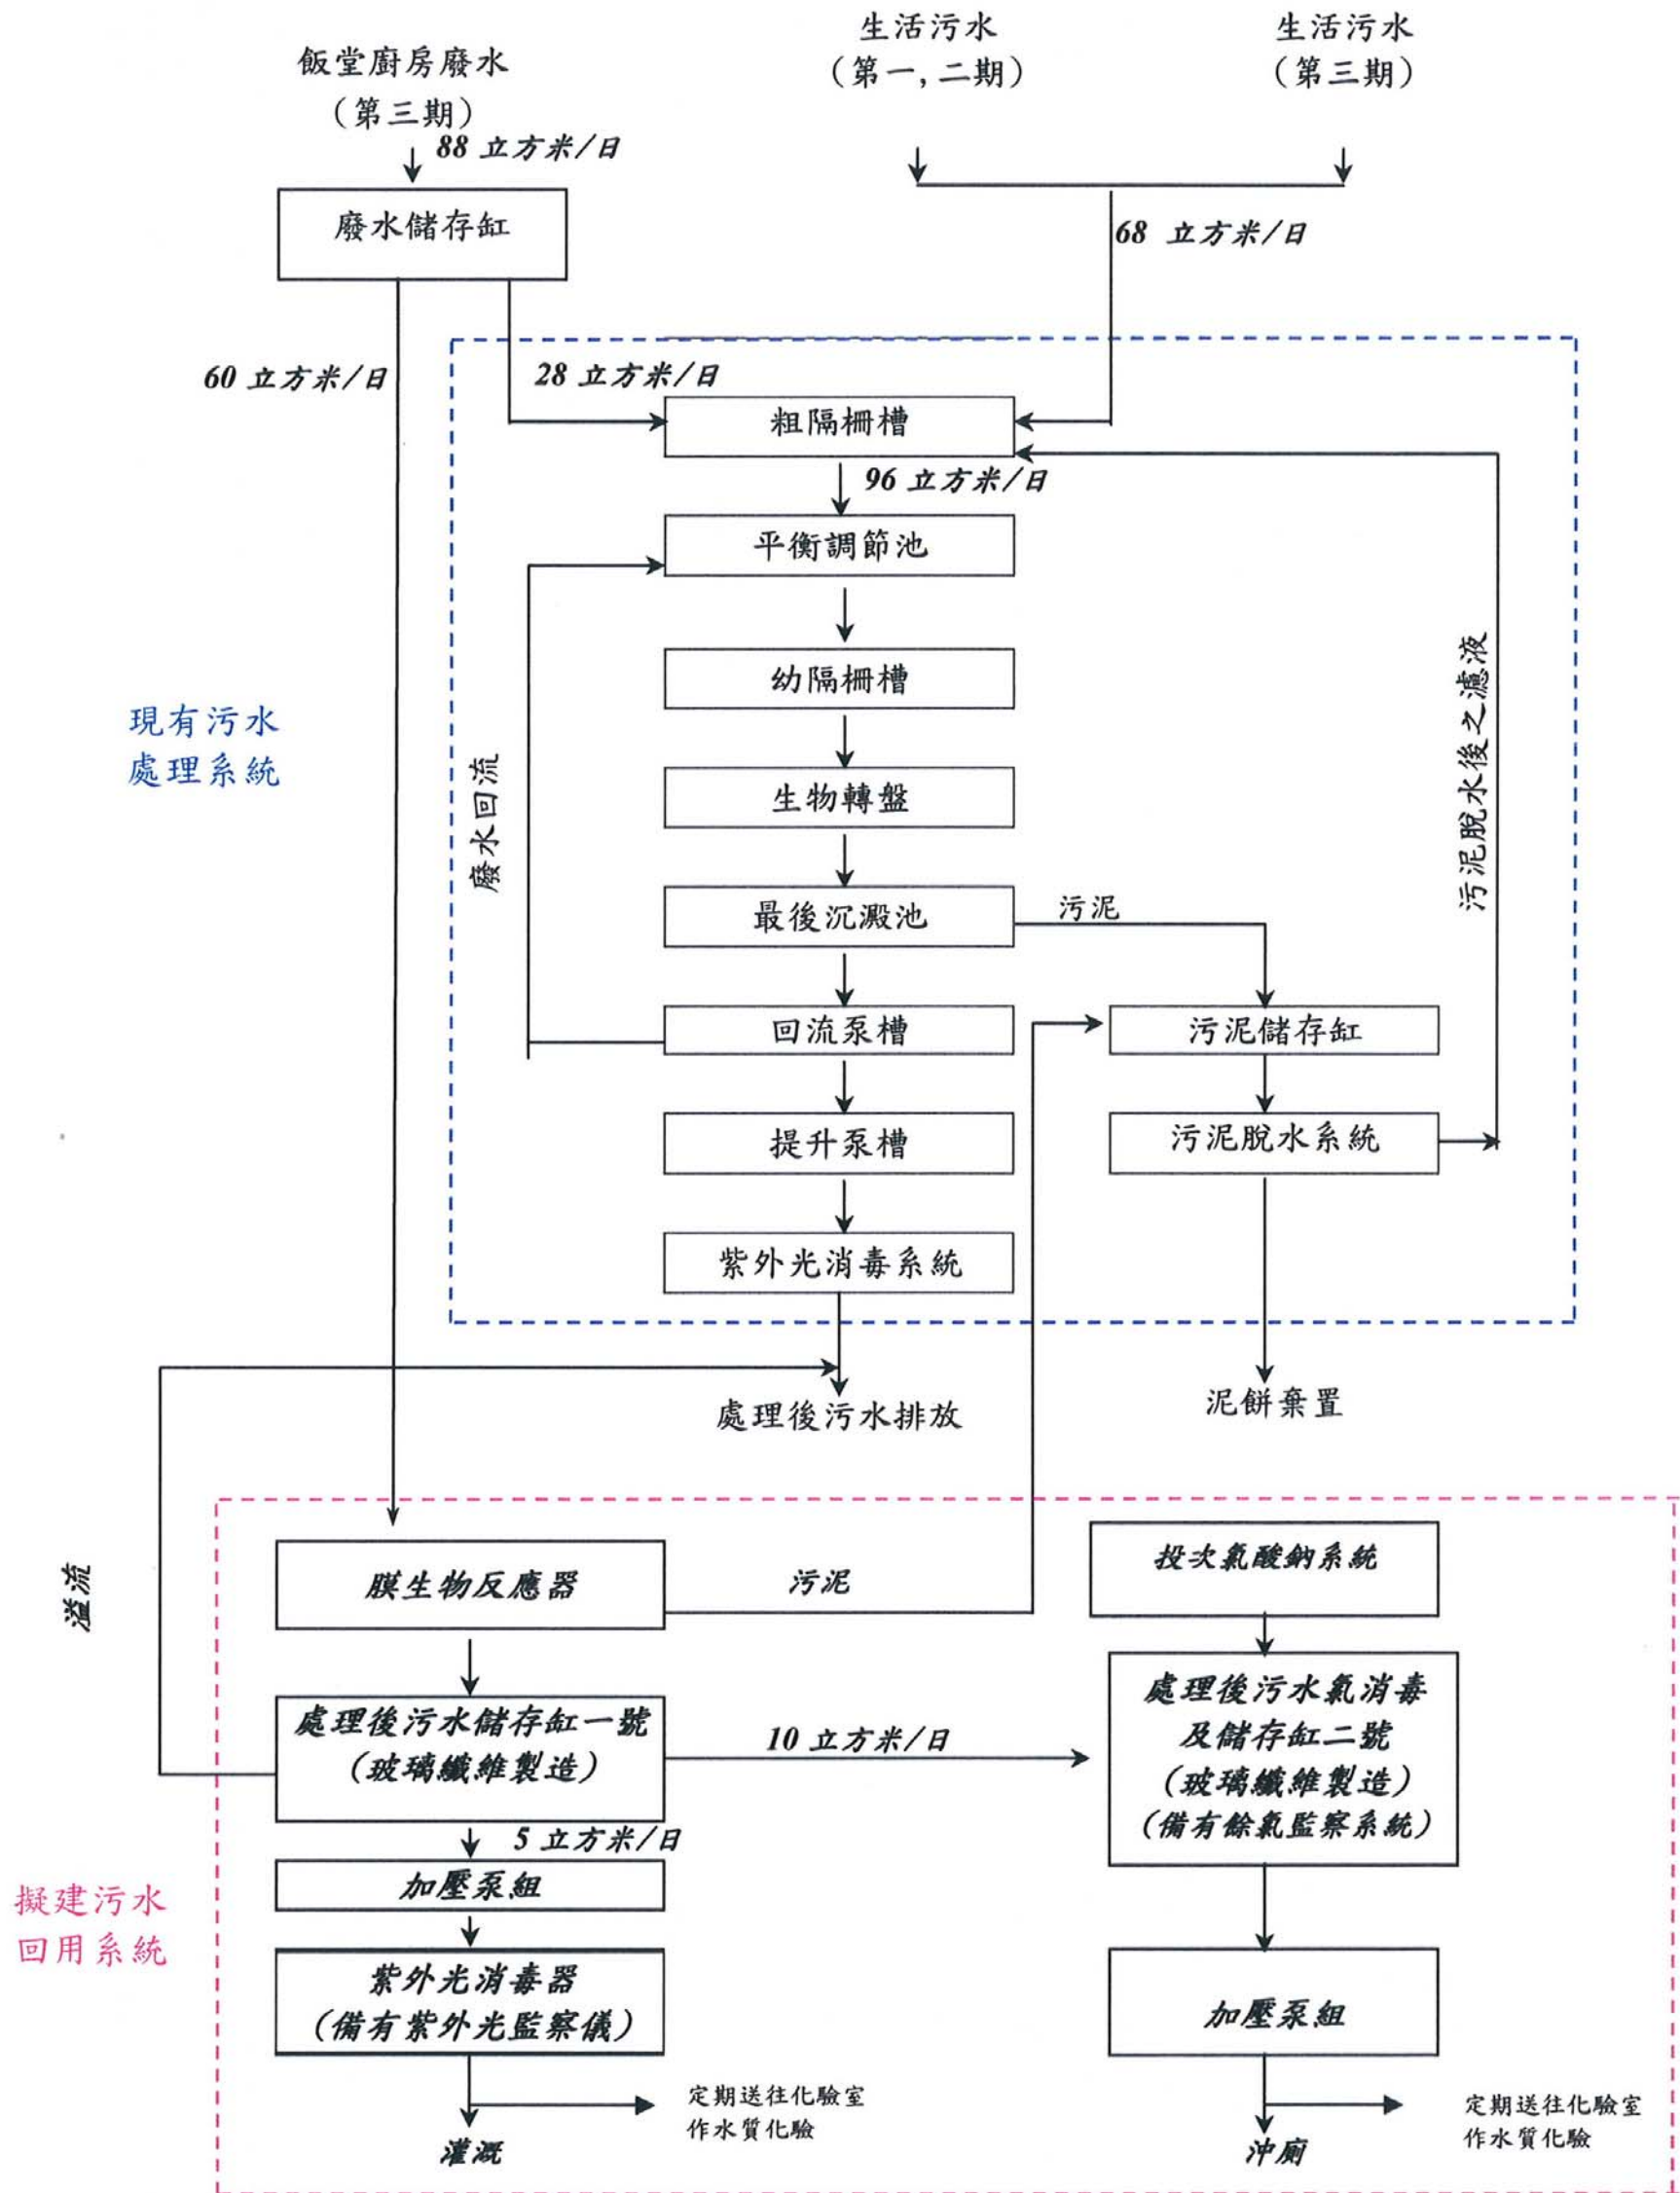 飯堂廚房廢水
（第三期）
88 立方米/日
生活污水
（第一, 二期）
生活污水
（第三期）
廢水儲存缸
68 立方米/日
60 立方米/日
28 立方米/日
粗隔柵槽
96 立方米/日
平衡調節池
幼隔柵槽
現有污水
處理系統
廢水回流
生物轉盤
污泥脫水後之濾液
最後沉澱池
污泥
回流泵槽
污泥儲存缸
提升泵槽
污泥脫水系統
紫外光消毒系統
處理後污水排放
泥餅棄置
溢流
膜生物反應器
污泥
投次氯酸鈉系統
處理後污水儲存缸一號
（玻璃纖維製造）
10 立方米/日
處理後污水氯消毒
及儲存缸二號
（玻璃纖維製造）
（備有餘氯監察系統）
5 立方米/日
加壓泵組
擬建污水
回用系統
紫外光消毒器
（備有紫外光監察儀）
加壓泵組
定期送往化驗室
作水質化驗
灌溉
定期送往化驗室
作水質化驗
沖廁